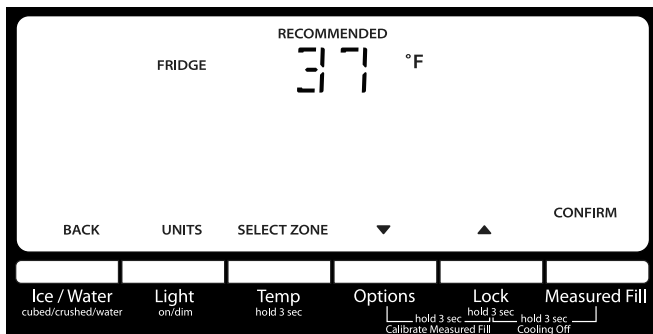 RECOMMENDED
FRIDGE 37 °F
CONFIRM
BACK UNITS SELECT ZONE ▼ ▲
Ice / Water Light Temp Options Lock Measured Fill
cubed/crushed/water on/dim hold 3 sec hold 3 sec hold 3 sec hold 3 sec
Calibrate Measured Fill Cooling Off